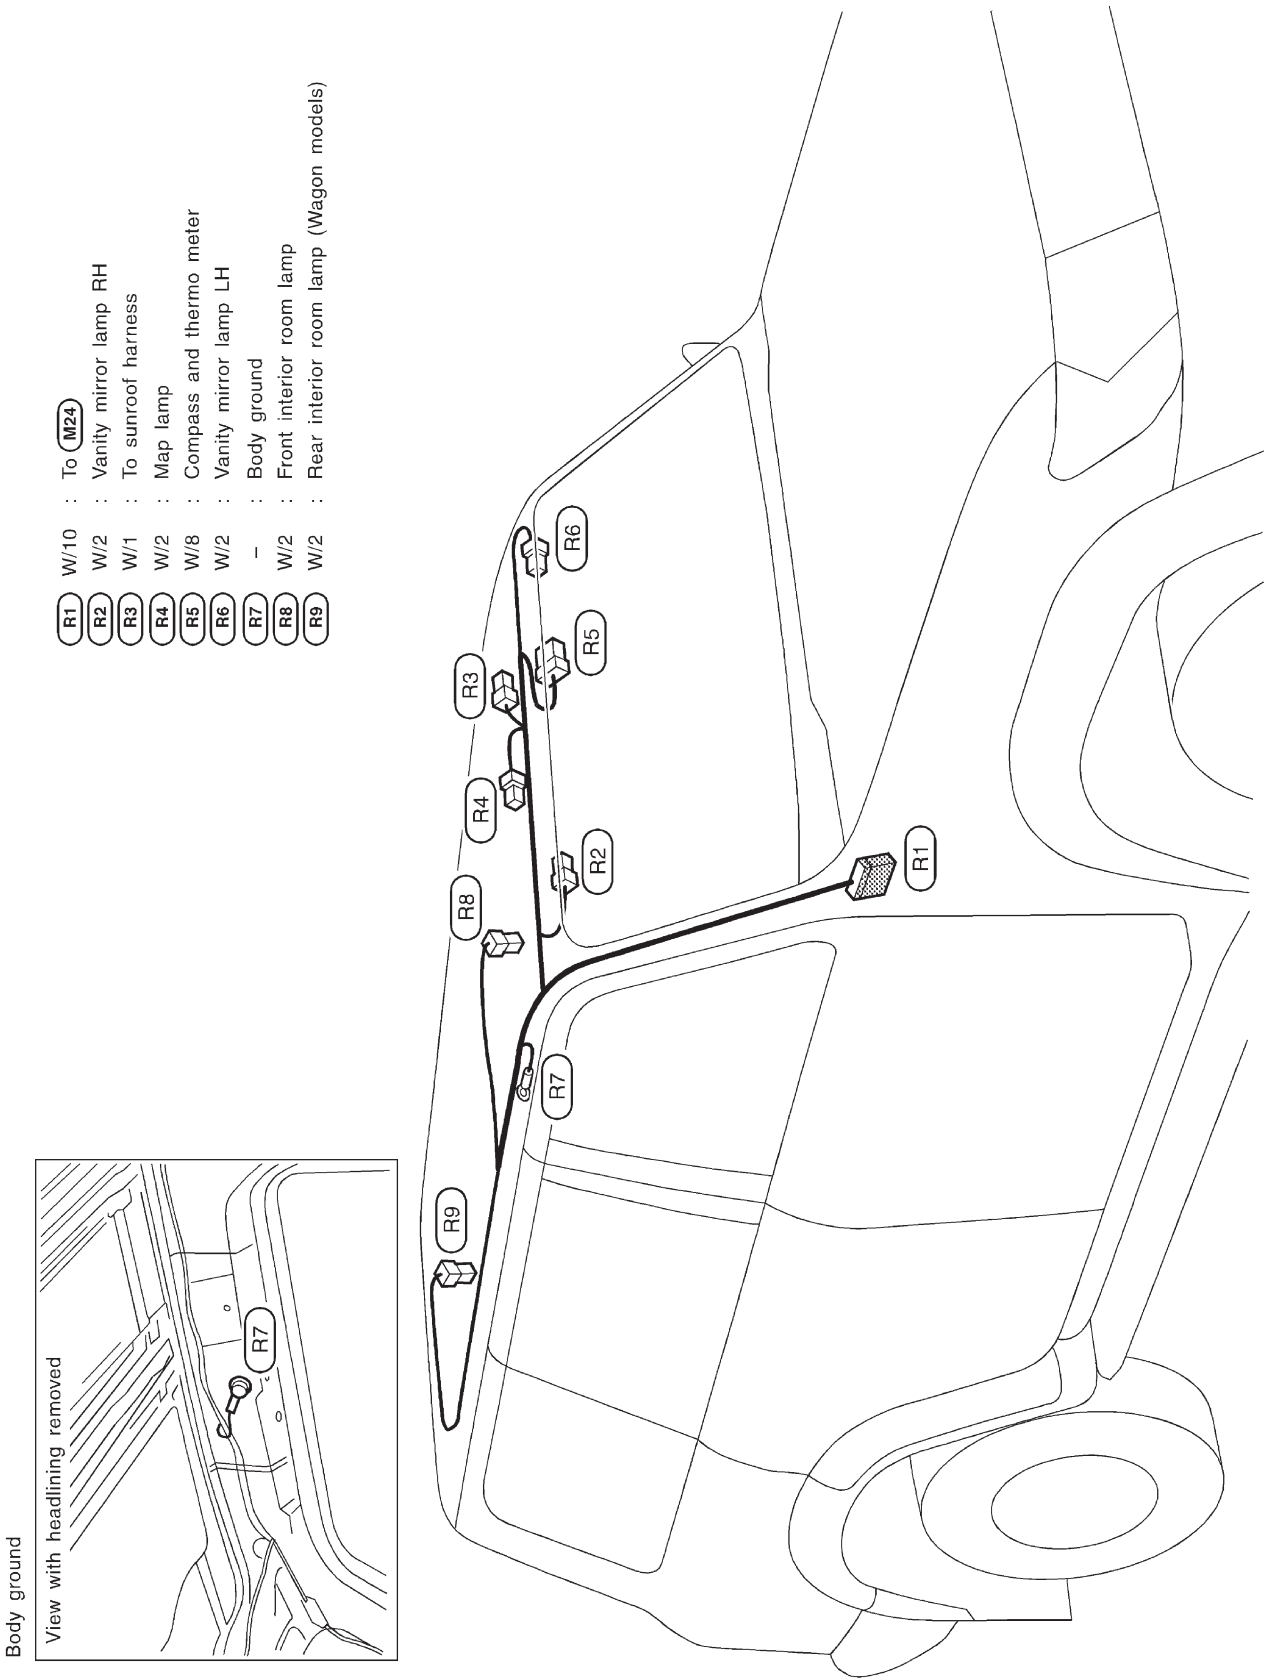 R1 W/10 : To M24
R2 W/2 : Vanity mirror lamp RH
R3 W/1 : To sunroof harness
R4 W/2 : Map lamp
R5 W/8 : Compass and thermo meter
R6 W/2 : Vanity mirror lamp LH
R7 – : Body ground
R8 W/2 : Front interior room lamp
R9 W/2 : Rear interior room lamp (Wagon models)
Body ground
View with headlining removed
R7
R9
R8
R4
R3
R7
R2
R5
R6
R1